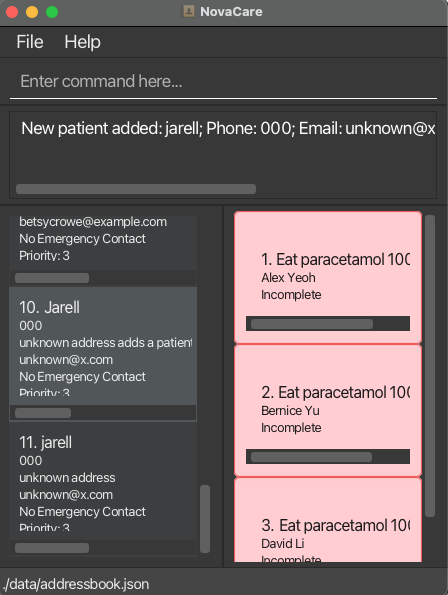 NovaCare
File Help
Enter command here...
New patient added: jarell; Phone: 000; Email: unknown@x
betsycrowe@example.com
No Emergency Contact
Priority: 3
10. Jarell
000
unknown address adds a patient
unknown@x.com
No Emergency Contact
Priority: 3
11. jarell
000
unknown address
unknown@x.com
No Emergency Contact
Priority: 3
1. Eat paracetamol 100
Alex Yeoh
Incomplete
2. Eat paracetamol 100
Bernice Yu
Incomplete
3. Eat paracetamol 100
David Li
Incomplete
./data/addressbook.json